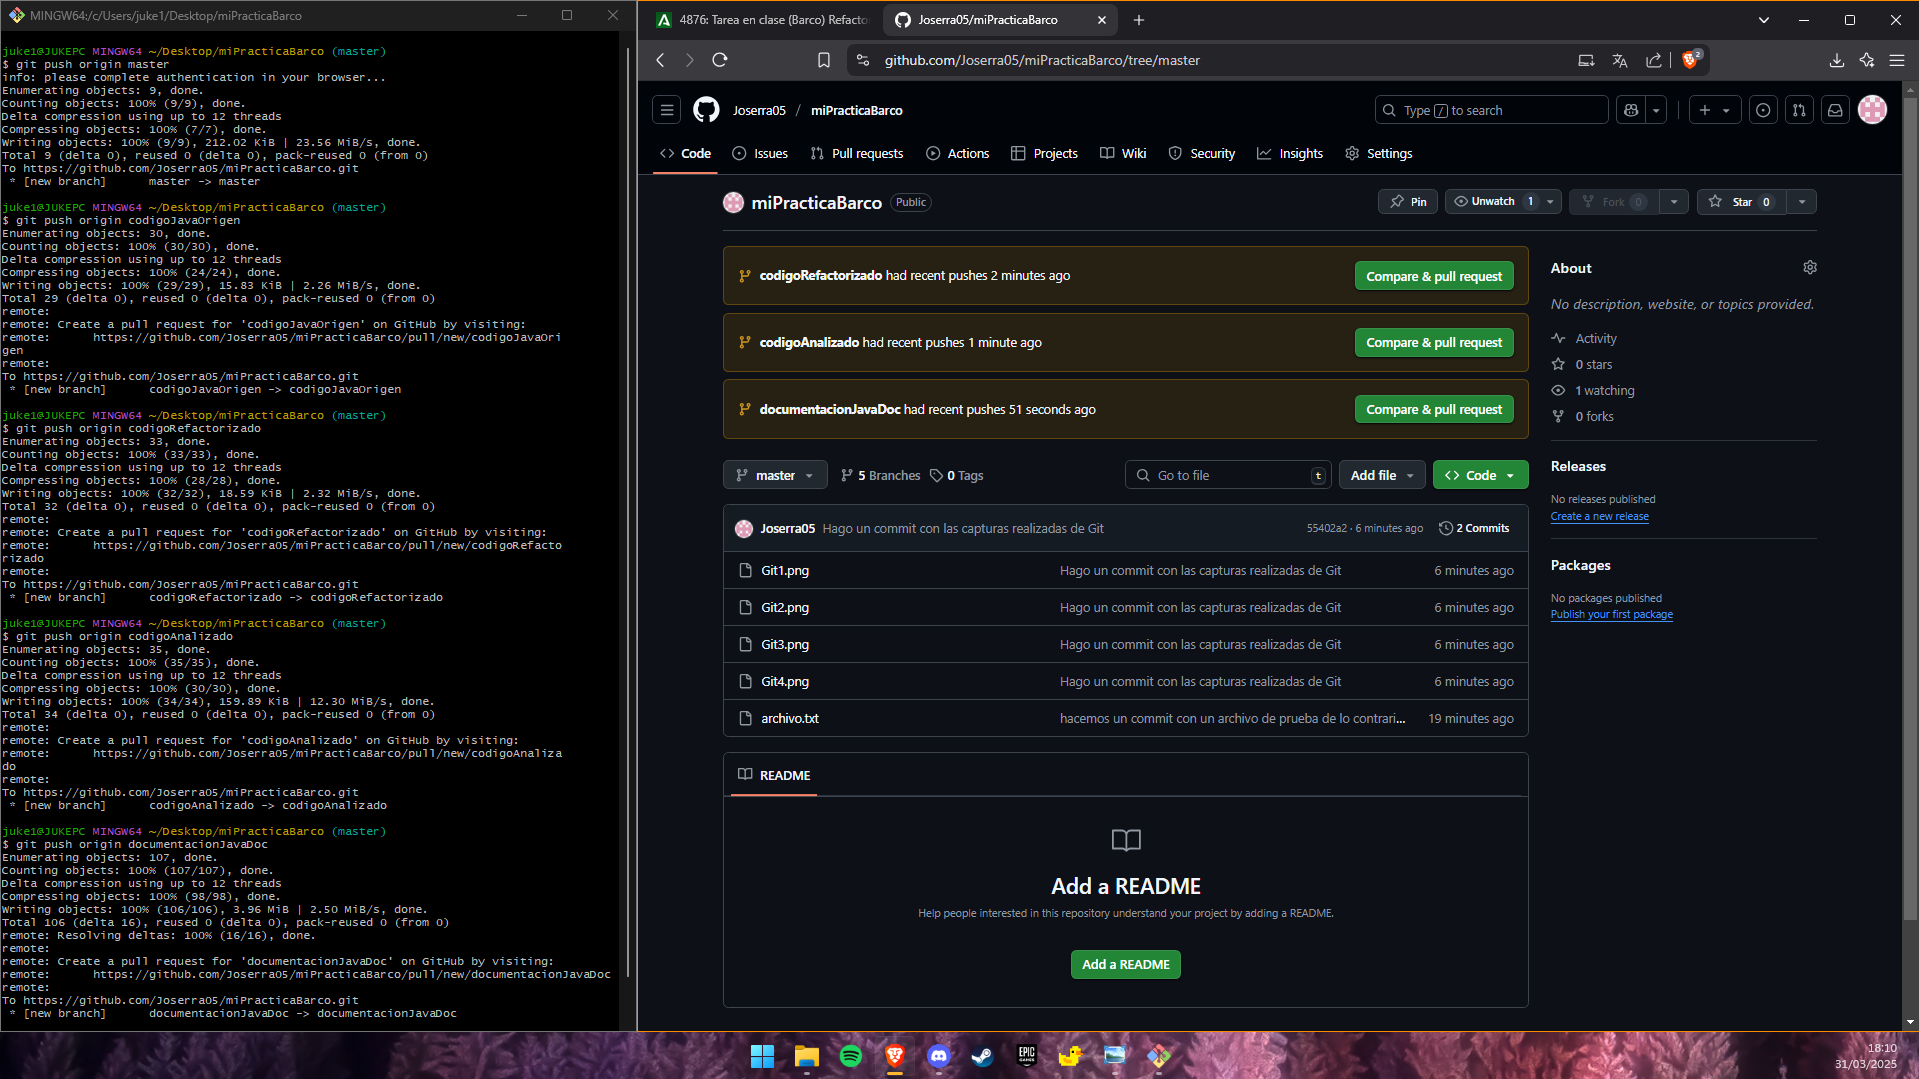 MINGW64:/c/Users/juke1/Desktop/miPracticaBarco
juke1@JUKEPC MINGW64 ~/Desktop/miPracticaBarco (master)
$ git push origin master
info: please complete authentication in your browser...
Enumerating objects: 9, done.
Counting objects: 100% (9/9), done.
Delta compression using up to 12 threads
Compressing objects: 100% (7/7), done.
Writing objects: 100% (9/9), 212.02 KiB | 23.56 MiB/s, done.
Total 9 (delta 0), reused 0 (delta 0), pack-reused 0 (from 0)
To https://github.com/Joserra05/miPracticaBarco.git
 * [new branch]      master -> master
juke1@JUKEPC MINGW64 ~/Desktop/miPracticaBarco (master)
$ git push origin codigoJavaOrigen
Enumerating objects: 30, done.
Counting objects: 100% (30/30), done.
Delta compression using up to 12 threads
Compressing objects: 100% (24/24), done.
Writing objects: 100% (29/29), 15.83 KiB | 2.26 MiB/s, done.
Total 29 (delta 0), reused 0 (delta 0), pack-reused 0 (from 0)
remote:
remote: Create a pull request for 'codigoJavaOrigen' on GitHub by visiting:
remote:      https://github.com/Joserra05/miPracticaBarco/pull/new/codigoJavaOri
gen
remote:
To https://github.com/Joserra05/miPracticaBarco.git
 * [new branch]      codigoJavaOrigen -> codigoJavaOrigen
juke1@JUKEPC MINGW64 ~/Desktop/miPracticaBarco (master)
$ git push origin codigoRefactorizado
Enumerating objects: 33, done.
Counting objects: 100% (33/33), done.
Delta compression using up to 12 threads
Compressing objects: 100% (28/28), done.
Writing objects: 100% (32/32), 18.59 KiB | 2.32 MiB/s, done.
Total 32 (delta 0), reused 0 (delta 0), pack-reused 0 (from 0)
remote:
remote: Create a pull request for 'codigoRefactorizado' on GitHub by visiting:
remote:      https://github.com/Joserra05/miPracticaBarco/pull/new/codigoRefacto
rizado
remote:
To https://github.com/Joserra05/miPracticaBarco.git
 * [new branch]      codigoRefactorizado -> codigoRefactorizado
juke1@JUKEPC MINGW64 ~/Desktop/miPracticaBarco (master)
$ git push origin codigoAnalizado
Enumerating objects: 35, done.
Counting objects: 100% (35/35), done.
Delta compression using up to 12 threads
Compressing objects: 100% (30/30), done.
Writing objects: 100% (34/34), 159.89 KiB | 12.30 MiB/s, done.
Total 34 (delta 0), reused 0 (delta 0), pack-reused 0 (from 0)
remote:
remote: Create a pull request for 'codigoAnalizado' on GitHub by visiting:
remote:      https://github.com/Joserra05/miPracticaBarco/pull/new/codigoAnaliza
do
remote:
To https://github.com/Joserra05/miPracticaBarco.git
 * [new branch]      codigoAnalizado -> codigoAnalizado
juke1@JUKEPC MINGW64 ~/Desktop/miPracticaBarco (master)
$ git push origin documentacionJavaDoc
Enumerating objects: 107, done.
Counting objects: 100% (107/107), done.
Delta compression using up to 12 threads
Compressing objects: 100% (98/98), done.
Writing objects: 100% (106/106), 3.96 MiB | 2.50 MiB/s, done.
Total 106 (delta 16), reused 0 (delta 0), pack-reused 0 (from 0)
remote: Resolving deltas: 100% (16/16), done.
remote:
remote: Create a pull request for 'documentacionJavaDoc' on GitHub by visiting:
remote:      https://github.com/Joserra05/miPracticaBarco/pull/new/documentacionJavaDoc
remote:
To https://github.com/Joserra05/miPracticaBarco.git
 * [new branch]      documentacionJavaDoc -> documentacionJavaDoc
4876: Tarea en clase (Barco) Refacto
Joserra05/miPracticaBarco
github.com/Joserra05/miPracticaBarco/tree/master
2
Joserra05 / miPracticaBarco
Type / to search
Code Issues Pull requests Actions Projects Wiki Security Insights Settings
miPracticaBarco Public
Pin Unwatch 1 Fork 0 Star 0
codigoRefactorizado had recent pushes 2 minutes ago
Compare & pull request
codigoAnalizado had recent pushes 1 minute ago
Compare & pull request
documentacionJavaDoc had recent pushes 51 seconds ago
Compare & pull request
master 5 Branches 0 Tags
Go to file t
Add file
Code
Joserra05 Hago un commit con las capturas realizadas de Git 55402a2 · 6 minutes ago 2 Commits
Git1.png Hago un commit con las capturas realizadas de Git 6 minutes ago
Git2.png Hago un commit con las capturas realizadas de Git 6 minutes ago
Git3.png Hago un commit con las capturas realizadas de Git 6 minutes ago
Git4.png Hago un commit con las capturas realizadas de Git 6 minutes ago
archivo.txt hacemos un commit con un archivo de prueba de lo contrari... 19 minutes ago
README
Add a README
Help people interested in this repository understand your project by adding a README.
Add a README
About
No description, website, or topics provided.
Activity
0 stars
1 watching
0 forks
Releases
No releases published
Create a new release
Packages
No packages published
Publish your first package
EPIC GAMES
18:10
31/03/2025